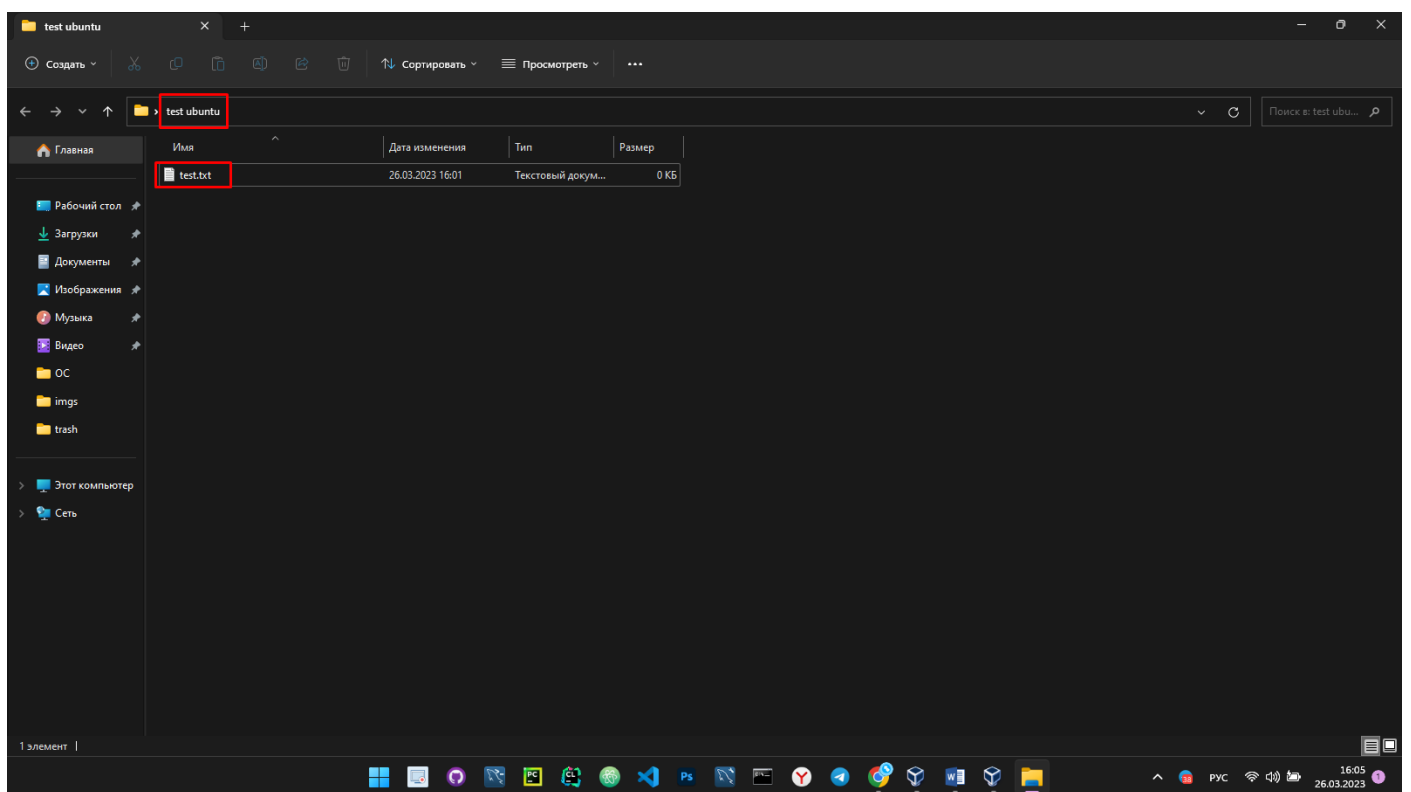 test ubuntu
Создать
Сортировать
Просмотреть
test ubuntu
Поиск в: test ubu...
Главная
Имя
Дата изменения
Тип
Размер
test.txt
26.03.2023 16:01
Текстовый докум...
0 КБ
Рабочий стол
Загрузки
Документы
Изображения
Музыка
Видео
ОС
imgs
trash
Этот компьютер
Сеть
1 элемент
РУС
16:05
26.03.2023
1